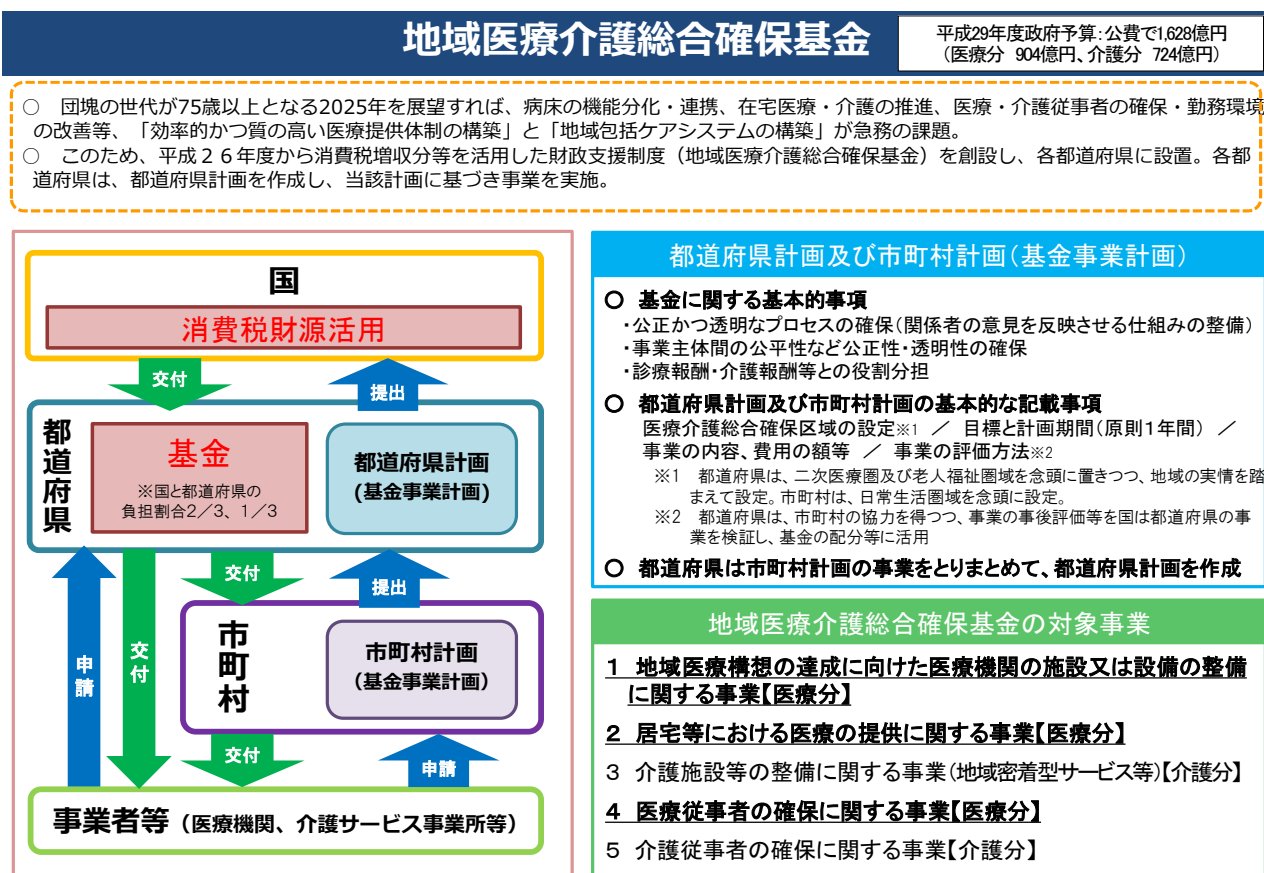 地域医療介護総合確保基金
平成29年度政府予算:公費で1,628億円
(医療分 904億円、介護分 724億円)
○ 団塊の世代が75歳以上となる2025年を展望すれば、病床の機能分化・連携、在宅医療・介護の推進、医療・介護従事者の確保・勤務環境
の改善等、「効率的かつ質の高い医療提供体制の構築」と「地域包括ケアシステムの構築」が急務の課題。
○ このため、平成26年度から消費税増収分等を活用した財政支援制度(地域医療介護総合確保基金)を創設し、各都道府県に設置。各都
道府県は、都道府県計画を作成し、当該計画に基づき事業を実施。
国
消費税財源活用
交付
提出
都道府県
基金
※国と都道府県の
負担割合2/3、1/3
都道府県計画
(基金事業計画)
交付
提出
申請
交付
市町村
市町村計画
(基金事業計画)
交付
申請
事業者等(医療機関、介護サービス事業所等)
都道府県計画及び市町村計画(基金事業計画)
○ 基金に関する基本的事項
・公正かつ透明なプロセスの確保(関係者の意見を反映させる仕組みの整備)
・事業主体間の公平性など公正性・透明性の確保
・診療報酬・介護報酬等との役割分担
○ 都道府県計画及び市町村計画の基本的な記載事項
医療介護総合確保区域の設定※1 / 目標と計画期間(原則1年間) /
事業の内容、費用の額等 / 事業の評価方法※2
※1 都道府県は、二次医療圏及び老人福祉圏域を念頭に置きつつ、地域の実情を踏
まえて設定。市町村は、日常生活圏域を念頭に設定。
※2 都道府県は、市町村の協力を得つつ、事業の事後評価等を国は都道府県の事
業を検証し、基金の配分等に活用
○ 都道府県は市町村計画の事業をとりまとめて、都道府県計画を作成
地域医療介護総合確保基金の対象事業
1 地域医療構想の達成に向けた医療機関の施設又は設備の整備
に関する事業【医療分】
2 居宅等における医療の提供に関する事業【医療分】
3 介護施設等の整備に関する事業(地域密着型サービス等)【介護分】
4 医療従事者の確保に関する事業【医療分】
5 介護従事者の確保に関する事業【介護分】